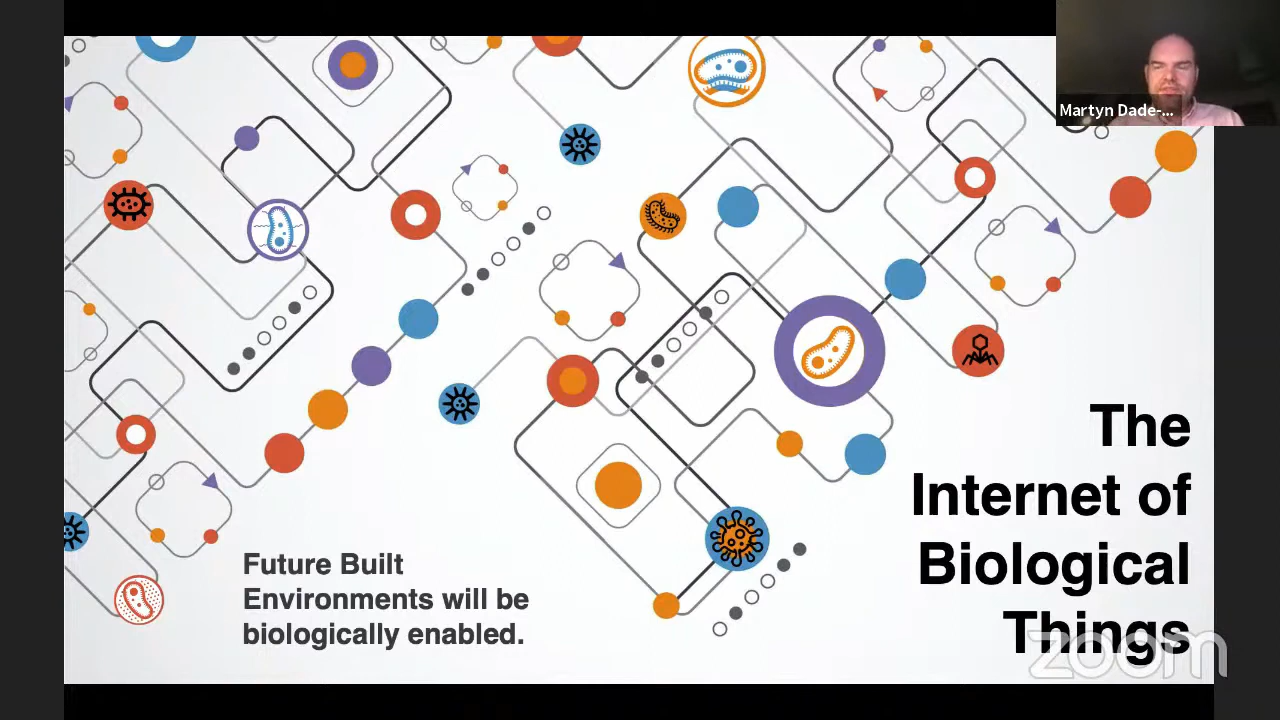 Martyn Dade-...
The
Internet of
Biological
Things
Future Built
Environments will be
biologically enabled.
zoom